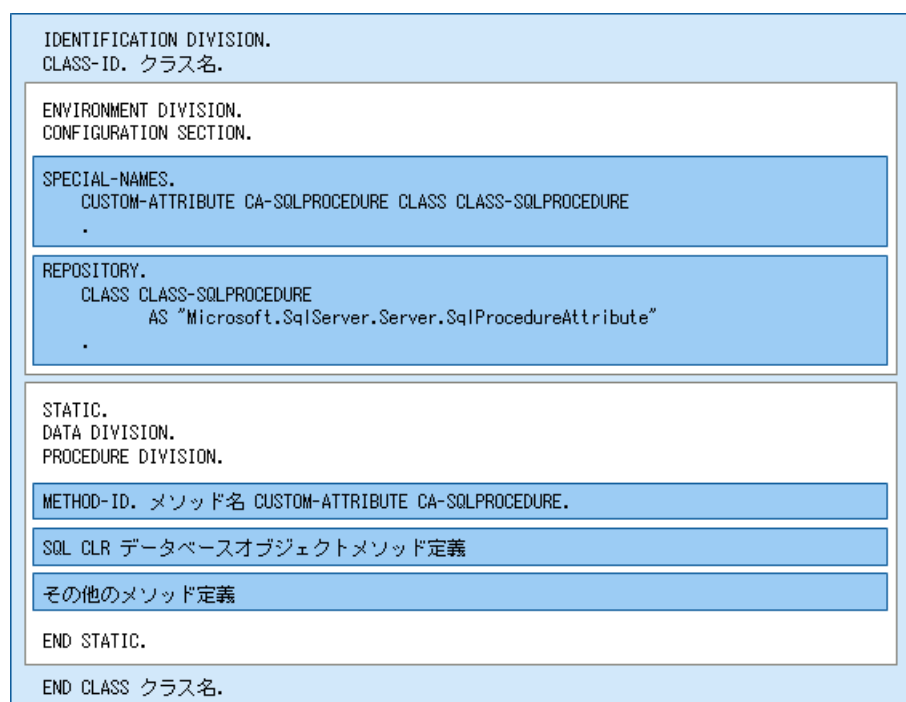 IDENTIFICATION DIVISION.
CLASS-ID. クラス名.
ENVIRONMENT DIVISION.
CONFIGURATION SECTION.
SPECIAL-NAMES.
CUSTOM-ATTRIBUTE CA-SQLPROCEDURE CLASS CLASS-SQLPROCEDURE
.
REPOSITORY.
CLASS CLASS-SQLPROCEDURE
AS "Microsoft.SqlServer.Server.SqlProcedureAttribute"
.
STATIC.
DATA DIVISION.
PROCEDURE DIVISION.
METHOD-ID. メソッド名 CUSTOM-ATTRIBUTE CA-SQLPROCEDURE.
SQL CLR データベースオブジェクトメソッド定義
その他のメソッド定義
END STATIC.
END CLASS クラス名.